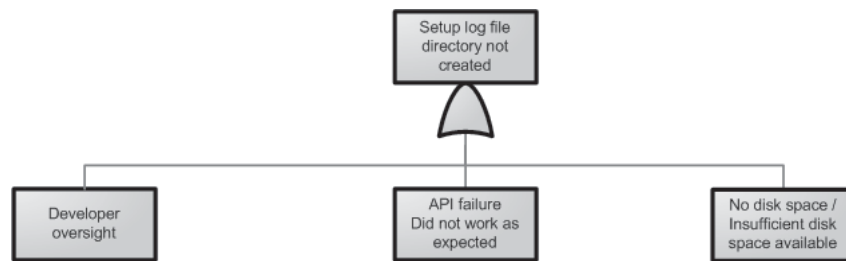 Setup log file
directory not
created
Developer
oversight
API failure
Did not work as
expected
No disk space /
Insufficient disk
space available